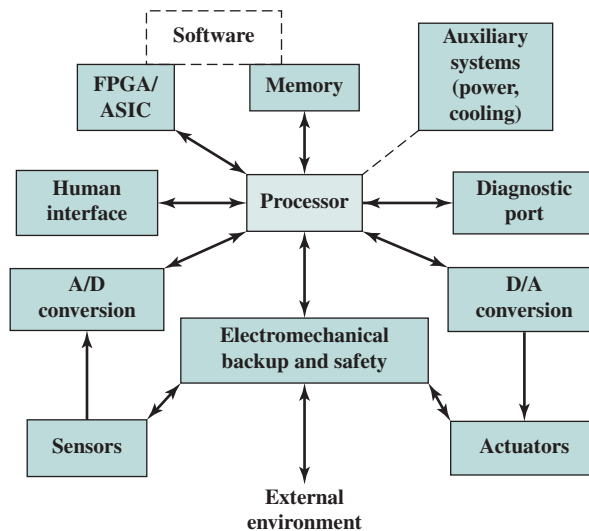 Software
FPGA/
ASIC
Memory
Auxiliary
systems
(power,
cooling)
Human
interface
Processor
Diagnostic
port
A/D
conversion
D/A
conversion
Electromechanical
backup and safety
Sensors
Actuators
External
environment